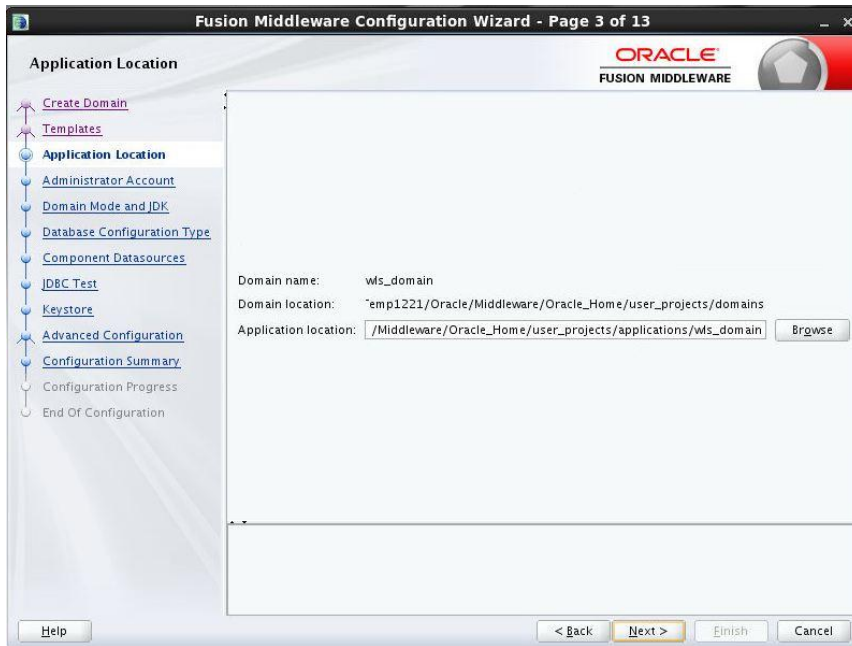 Fusion Middleware Configuration Wizard - Page 3 of 13
Application Location
ORACLE
FUSION MIDDLEWARE
Create Domain
Templates
Application Location
Administrator Account
Domain Mode and JDK
Database Configuration Type
Component Datasources
JDBC Test
Keystore
Advanced Configuration
Configuration Summary
Configuration Progress
End Of Configuration
Domain name: wls_domain
Domain location: emp1221/Oracle/Middleware/Oracle_Home/user_projects/domains
Application location: /Middleware/Oracle_Home/user_projects/applications/wls_domain Browse
Help < Back Next > Finish Cancel